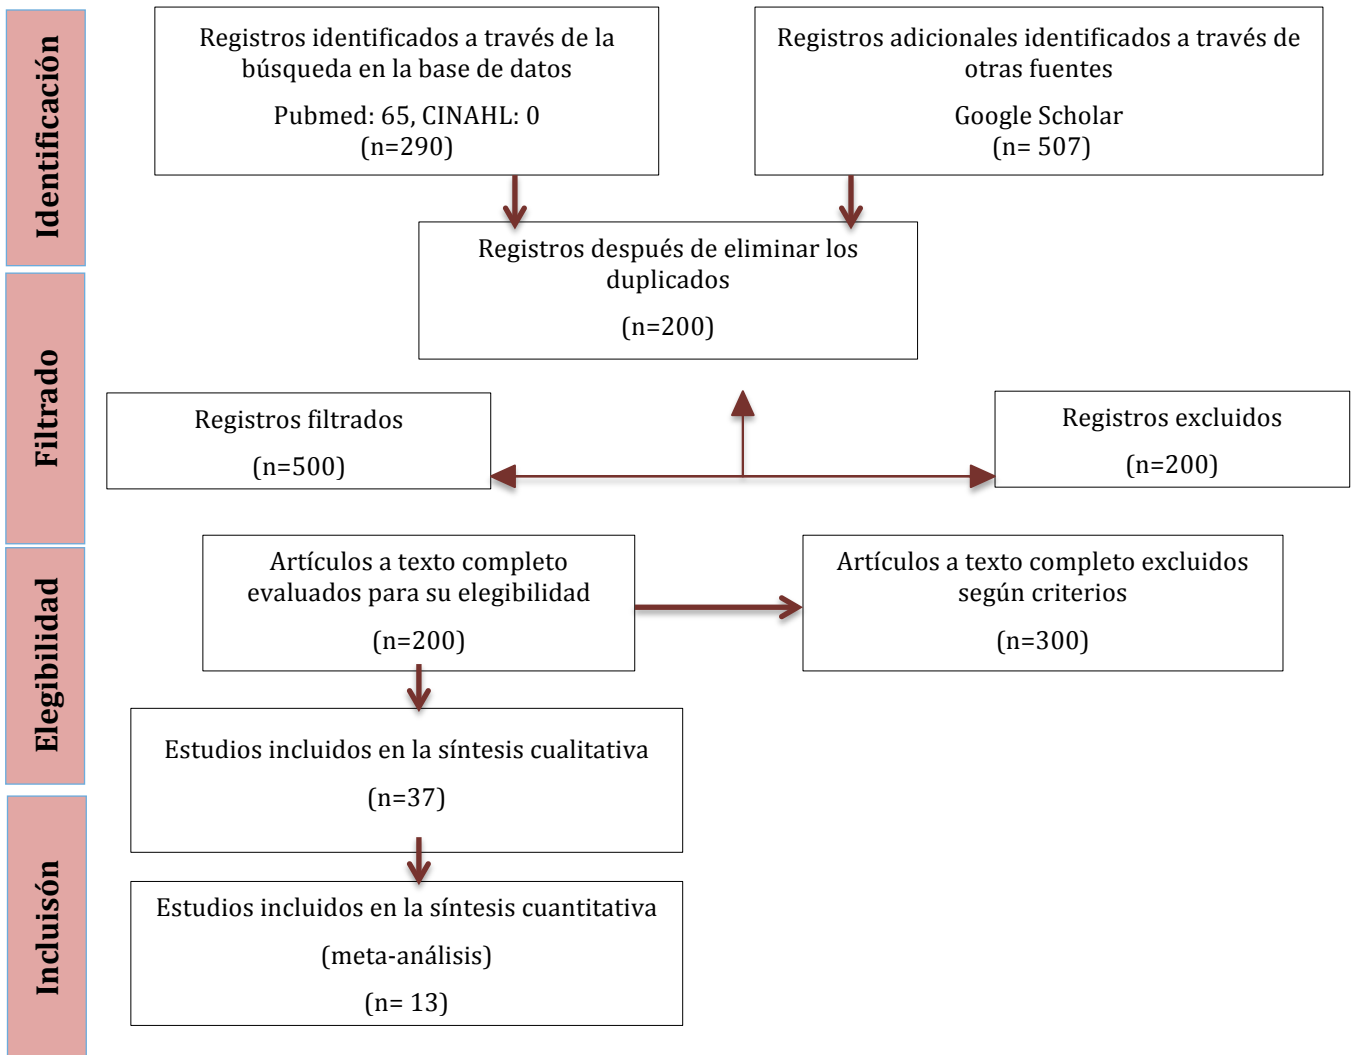 Identificación
Registros identificados a través de la
búsqueda en la base de datos
Pubmed: 65, CINAHL: 0
(n=290)
Registros adicionales identificados a través de
otras fuentes
Google Scholar
(n= 507)
Registros después de eliminar los
duplicados
(n=200)
Filtrado
Registros filtrados
(n=500)
Registros excluidos
(n=200)
Elegibilidad
Artículos a texto completo
evaluados para su elegibilidad
(n=200)
Artículos a texto completo excluidos
según criterios
(n=300)
Estudios incluidos en la síntesis cualitativa
(n=37)
Incluisón
Estudios incluidos en la síntesis cuantitativa
(meta-análisis)
(n= 13)